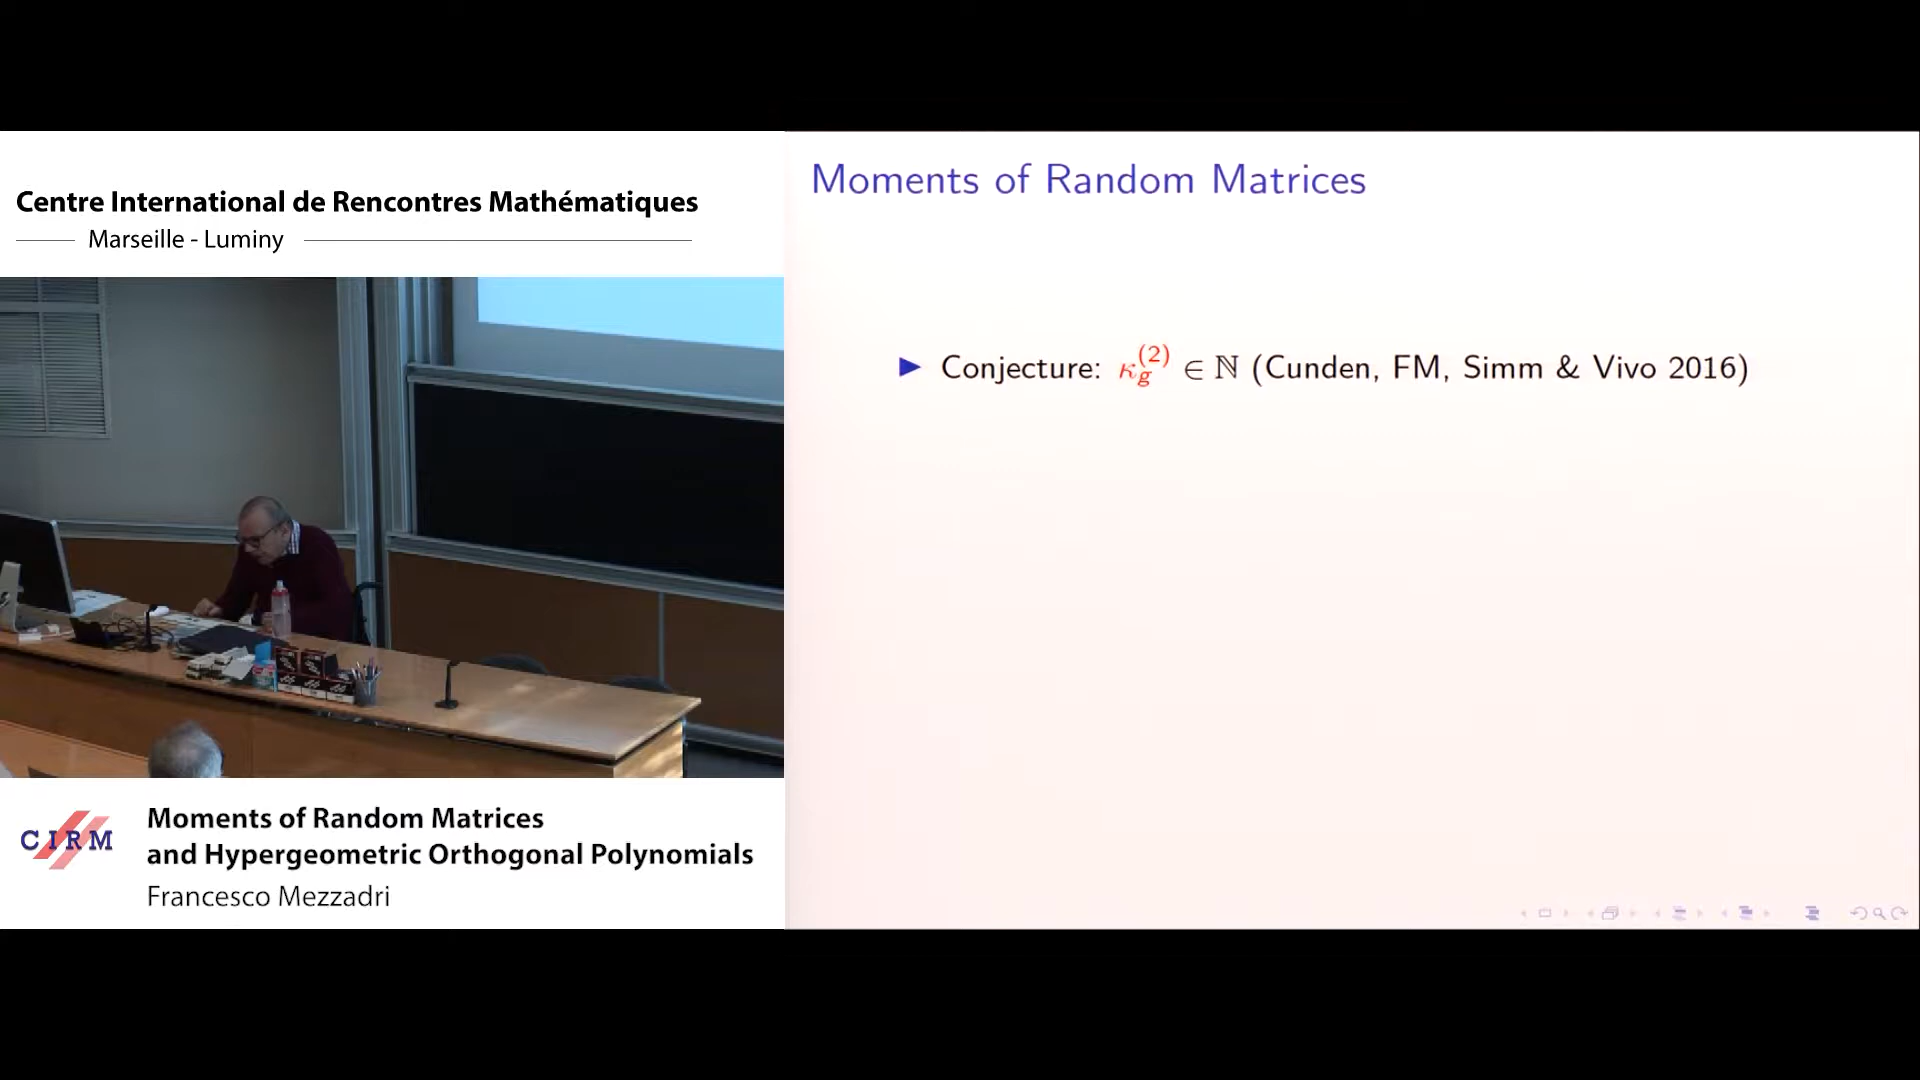 Centre International de Rencontres Mathématiques
Marseille - Luminy
Moments of Random Matrices
▶ Conjecture: κ_g^{(2)} ∈ ℕ (Cunden, FM, Simm & Vivo 2016)
CIRM
Moments of Random Matrices
and Hypergeometric Orthogonal Polynomials
Francesco Mezzadri